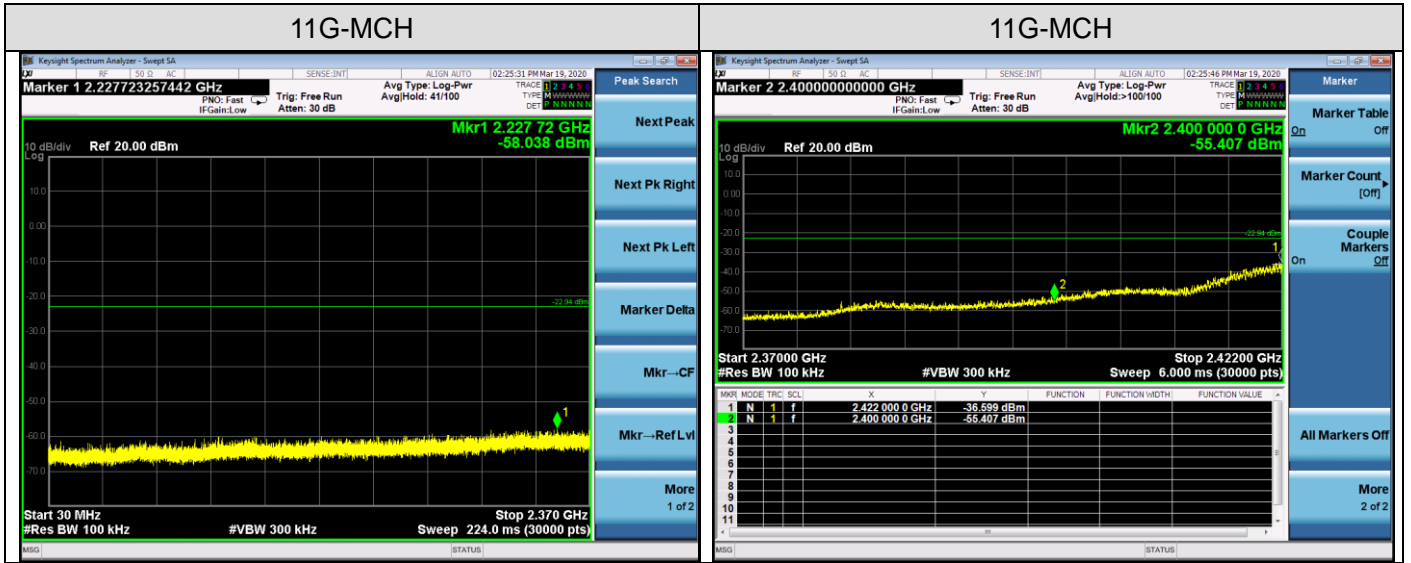 11G-MCH
Keysight Spectrum Analyzer - Swept SA
RF 50 Ω AC SENSE:INT ALIGN AUTO 02:25:31 PM Mar 19, 2020
Marker 1 2.227723257442 GHz
PNO: Fast
IFGain:Low
Trig: Free Run
Atten: 30 dB
Avg Type: Log-Pwr
Avg|Hold: 41/100
TRACE 1 2 3 4 5 6
TYPE M WWWWW
DET P N N N N N
Mkr1 2.227 72 GHz
-58.038 dBm
10 dB/div Ref 20.00 dBm
Log
10.0
0.00
-10.0
-20.0
-22.94 dBm
-30.0
-40.0
-50.0
1
-60.0
-70.0
Start 30 MHz Stop 2.370 GHz
#Res BW 100 kHz #VBW 300 kHz Sweep 224.0 ms (30000 pts)
MSG STATUS
Peak Search
Next Peak
Next Pk Right
Next Pk Left
Marker Delta
Mkr→CF
Mkr→Ref Lvl
More
1 of 2
11G-MCH
Keysight Spectrum Analyzer - Swept SA
RF 50 Ω AC SENSE:INT ALIGN AUTO 02:25:46 PM Mar 19, 2020
Marker 2 2.400000000000 GHz
PNO: Fast
IFGain:Low
Trig: Free Run
Atten: 30 dB
Avg Type: Log-Pwr
Avg|Hold:>100/100
TRACE 1 2 3 4 5 6
TYPE M WWWWW
DET P N N N N N
Mkr2 2.400 000 0 GHz
-55.407 dBm
10 dB/div Ref 20.00 dBm
Log
10.0
0.00
-10.0
-20.0
-22.94 dBm
1
-30.0
-40.0
2
-50.0
-60.0
-70.0
Start 2.37000 GHz Stop 2.42200 GHz
#Res BW 100 kHz #VBW 300 kHz Sweep 6.000 ms (30000 pts)
MKR MODE TRC SCL X Y FUNCTION FUNCTION WIDTH FUNCTION VALUE
1 N 1 f 2.422 000 0 GHz -36.599 dBm
2 N 1 f 2.400 000 0 GHz -55.407 dBm
3
4
5
6
7
8
9
10
11
MSG STATUS
Marker
Marker Table
On Off
Marker Count
[Off]
Couple
Markers
On Off
All Markers Off
More
2 of 2